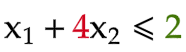 x₁ + 4x₂ ⩽ 2